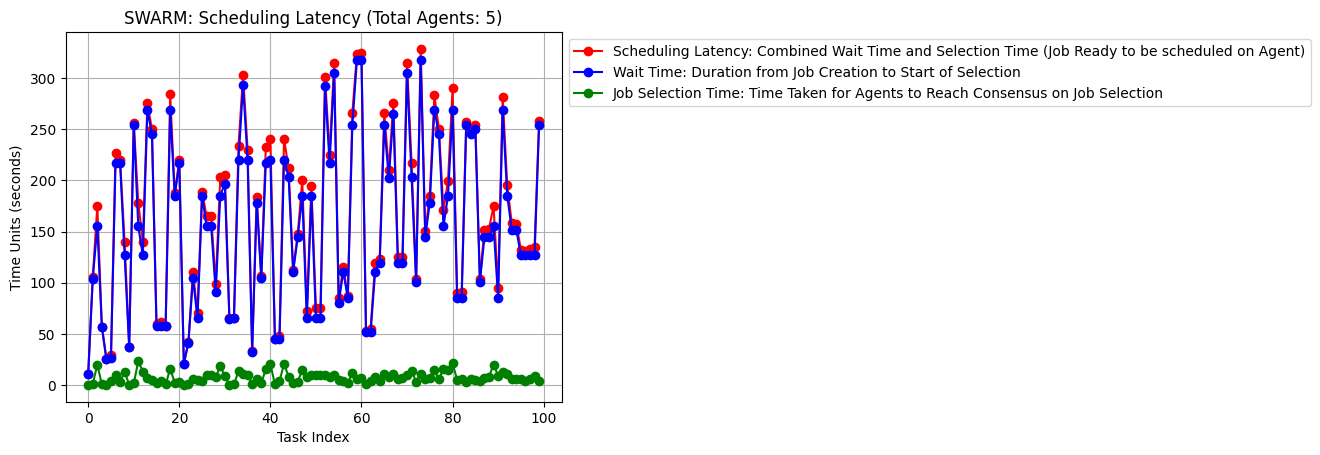 SWARM: Scheduling Latency (Total Agents: 5)
Scheduling Latency: Combined Wait Time and Selection Time (Job Ready to be scheduled on Agent)
Wait Time: Duration from Job Creation to Start of Selection
Job Selection Time: Time Taken for Agents to Reach Consensus on Job Selection
Time Units (seconds)
300
250
200
150
100
50
0
0 20 40 60 80 100
Task Index